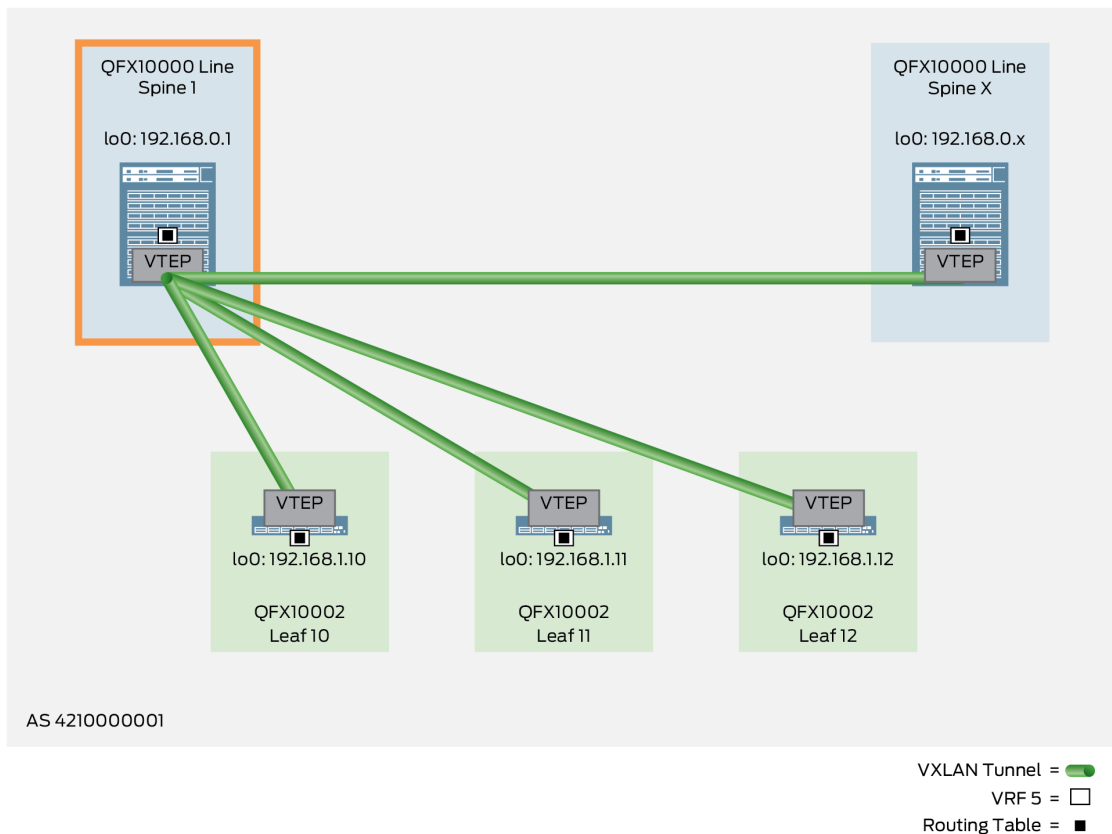 QFX10000 Line
Spine 1
lo0: 192.168.0.1
VTEP
QFX10000 Line
Spine X
lo0: 192.168.0.x
VTEP
VTEP
lo0: 192.168.1.10
QFX10002
Leaf 10
VTEP
lo0: 192.168.1.11
QFX10002
Leaf 11
VTEP
lo0: 192.168.1.12
QFX10002
Leaf 12
AS 4210000001
VXLAN Tunnel =
VRF 5 =
Routing Table =